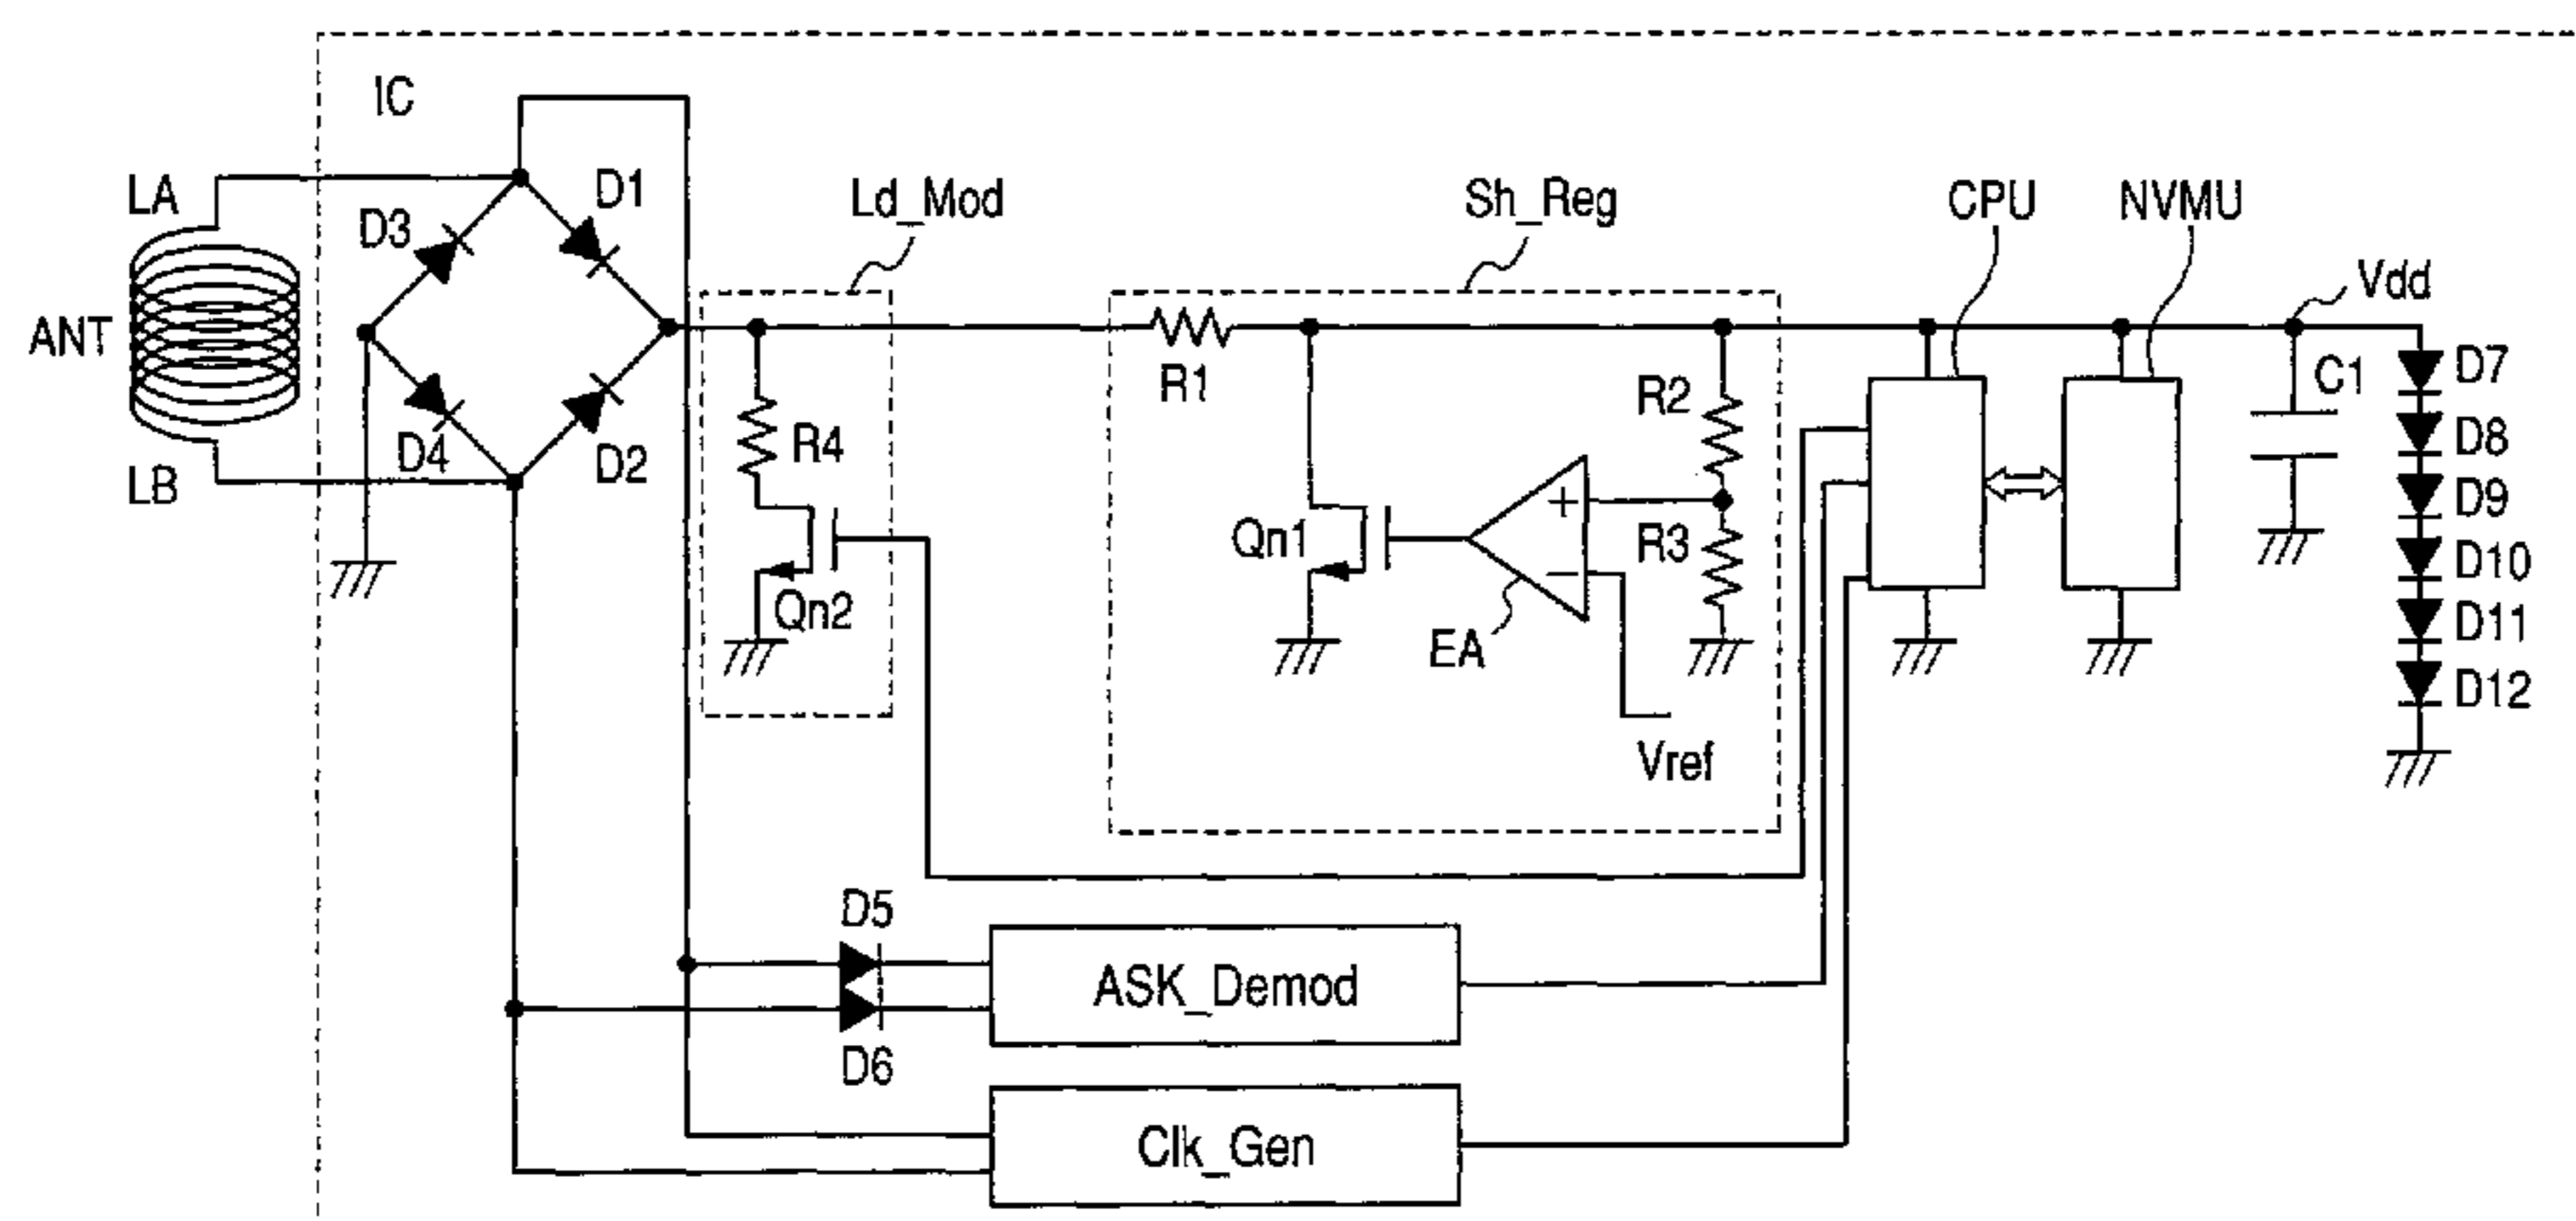 IC
LA
D1
D3
Ld_Mod
Sh_Reg
CPU
NVMU
Vdd
ANT
R1
R2
C1
D7
R4
D8
D4
D2
LB
+
D9
Qn1
R3
D10
−
Qn2
EA
D11
D12
Vref
D5
ASK_Demod
D6
Clk_Gen